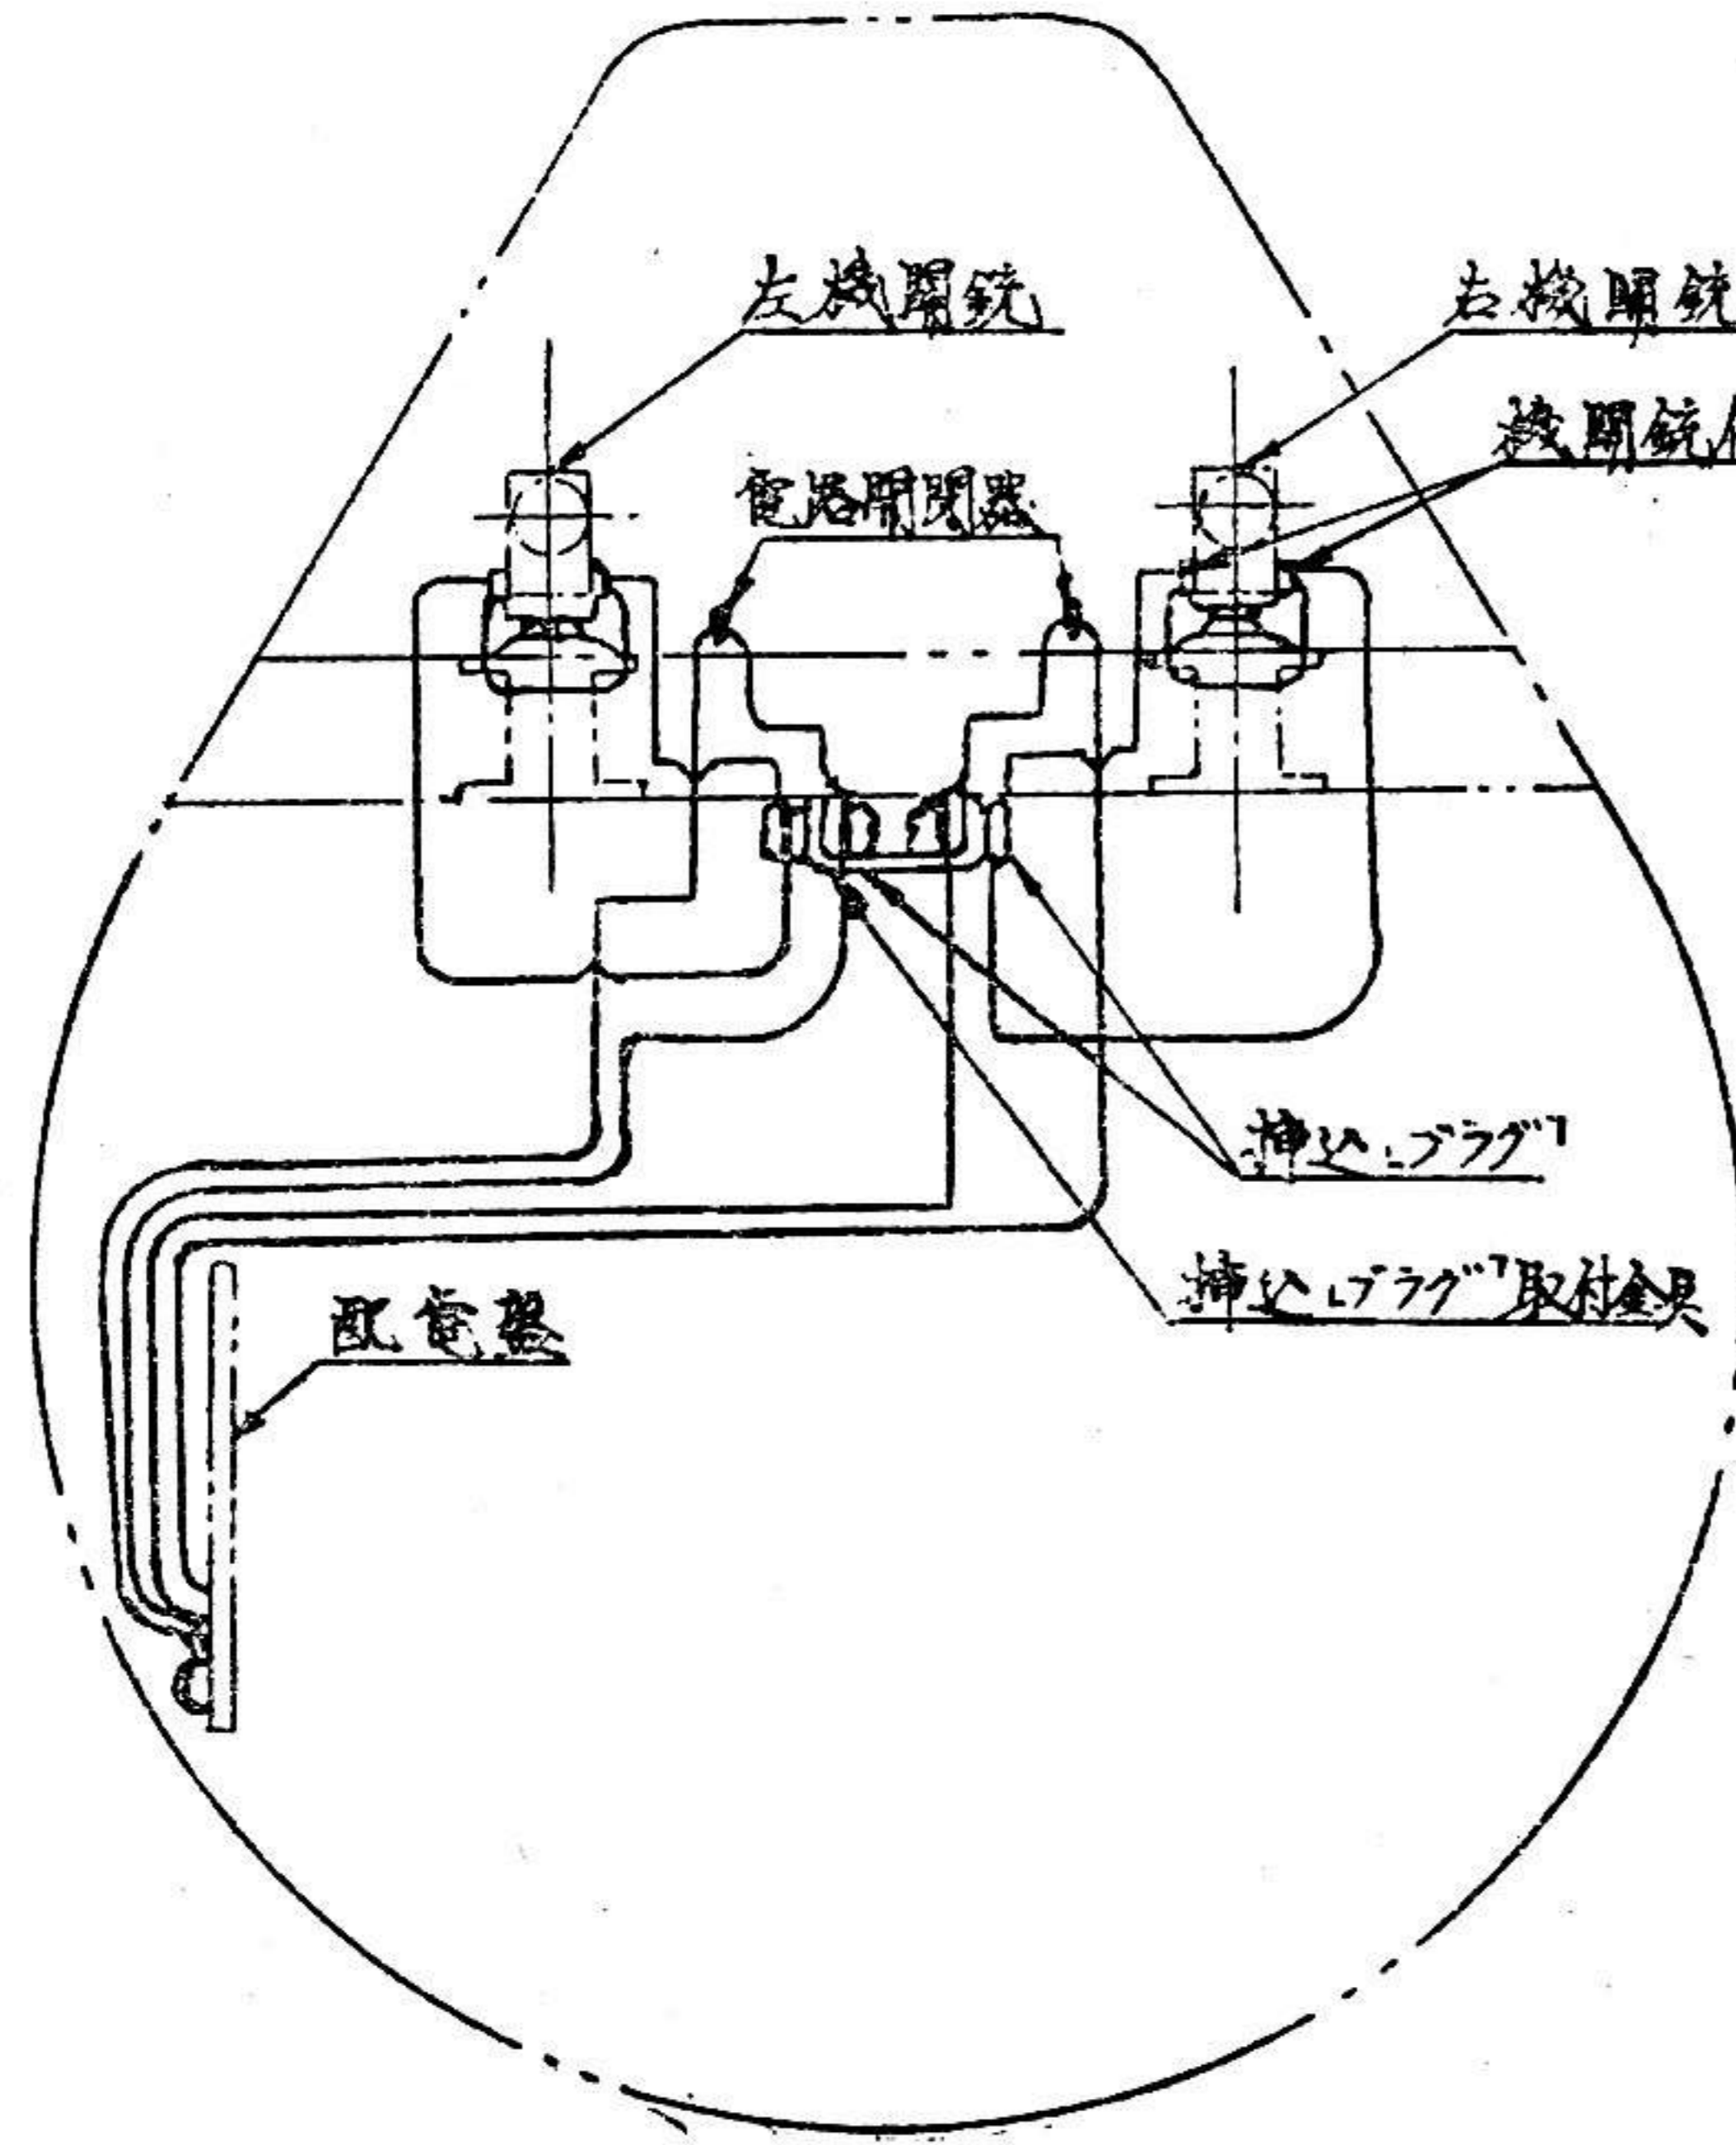 左機関銃
右機関銃
機関銃
電路開閉器
挿込「プラグ」
挿込「プラグ」取付金具
配電盤